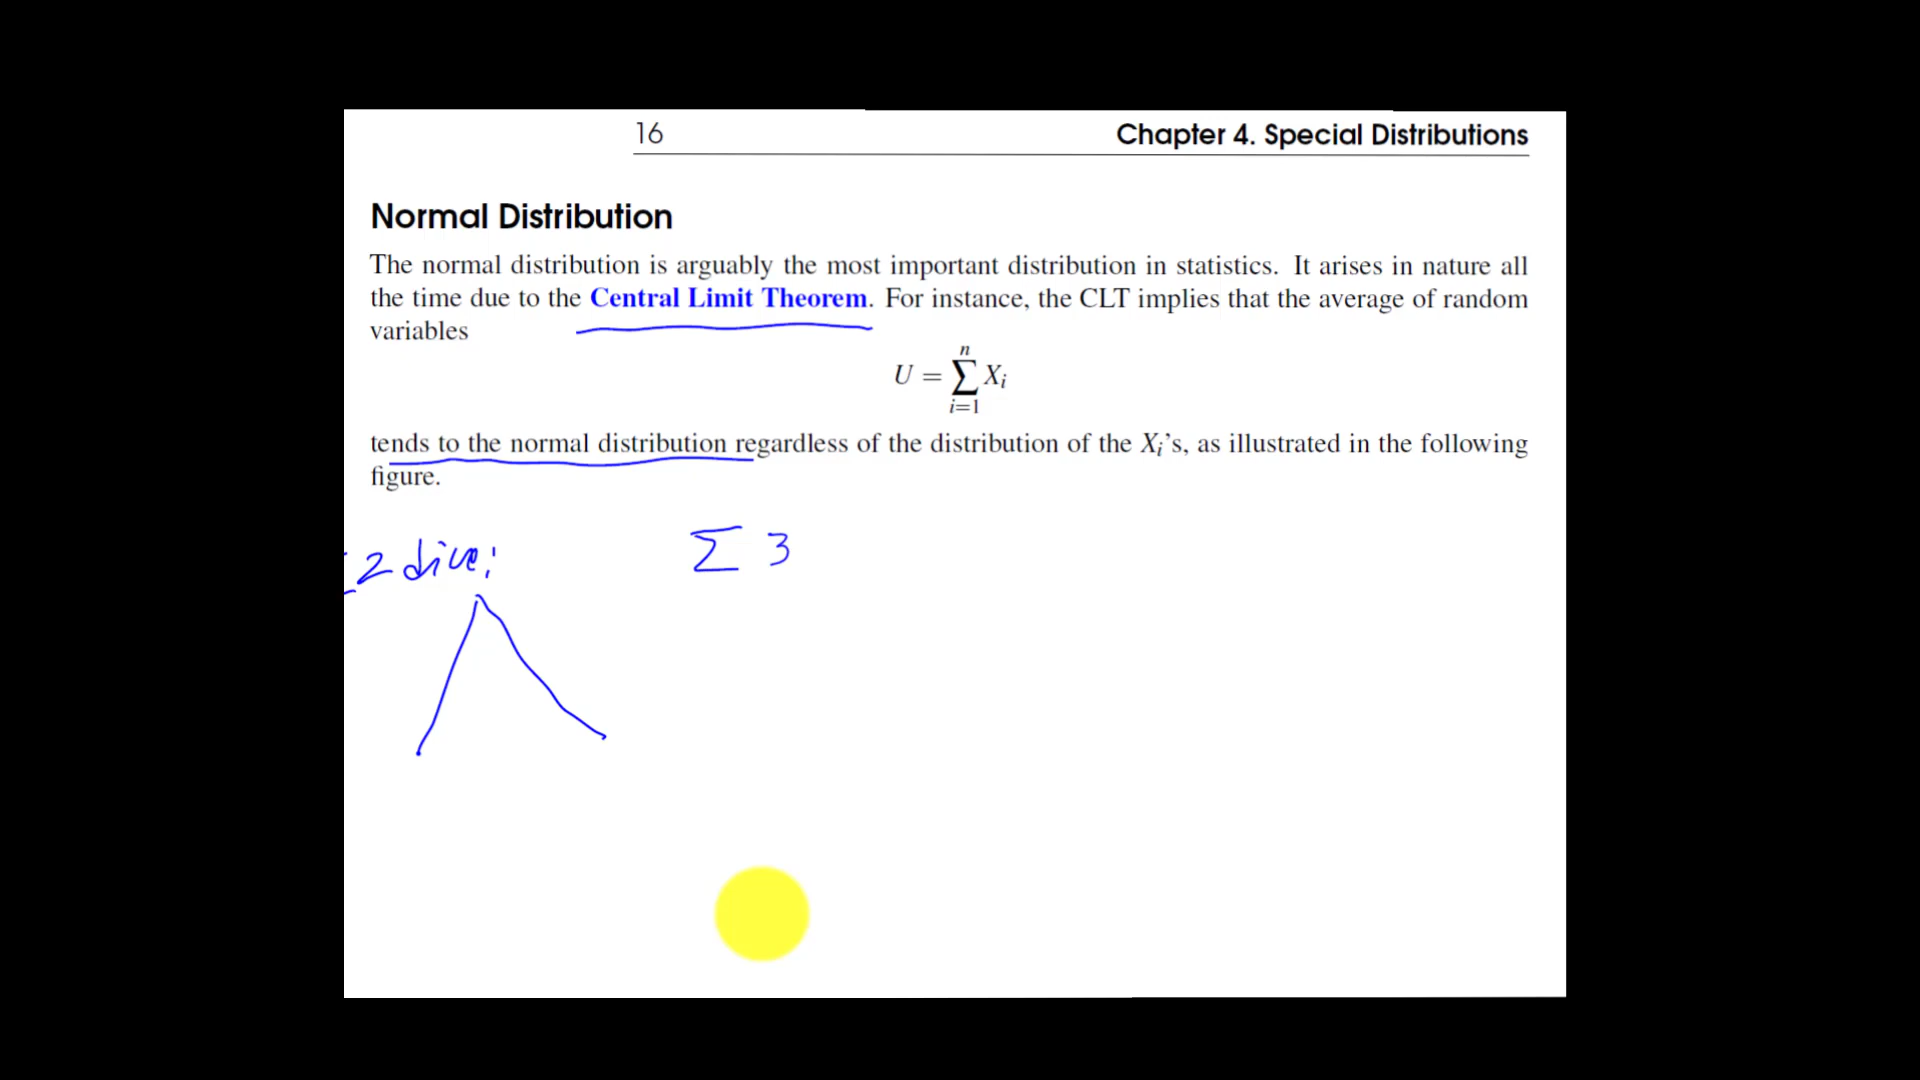 16 Chapter 4. Special Distributions
Normal Distribution
The normal distribution is arguably the most important distribution in statistics. It arises in nature all
the time due to the Central Limit Theorem. For instance, the CLT implies that the average of random
variables
U = ∑_{i=1}^{n} X_i
tends to the normal distribution regardless of the distribution of the X_i's, as illustrated in the following
figure.
2 dice: Σ 3